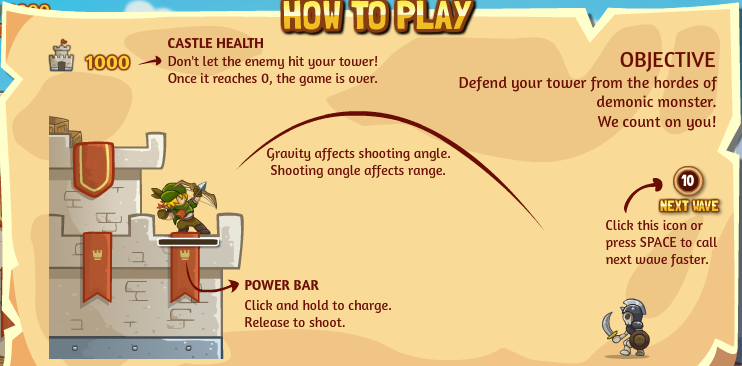 HOW TO PLAY
1000
CASTLE HEALTH
Don't let the enemy hit your tower!
Once it reaches 0, the game is over.
OBJECTIVE
Defend your tower from the hordes of
demonic monster.
We count on you!
Gravity affects shooting angle.
Shooting angle affects range.
10
NEXT WAVE
Click this icon or
press SPACE to call
next wave faster.
POWER BAR
Click and hold to charge.
Release to shoot.